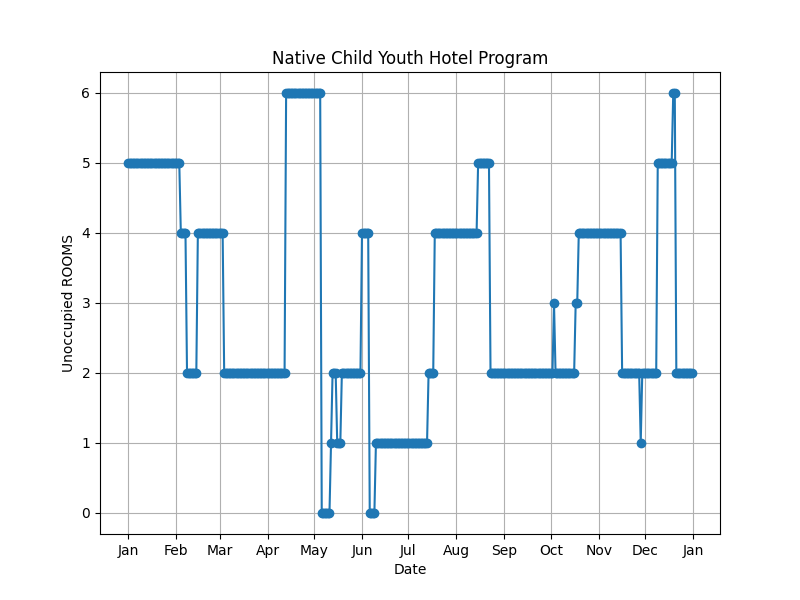 Native Child Youth Hotel Program
Unoccupied ROOMS
6
5
4
3
2
1
0
Jan Feb Mar Apr May Jun Jul Aug Sep Oct Nov Dec Jan
Date